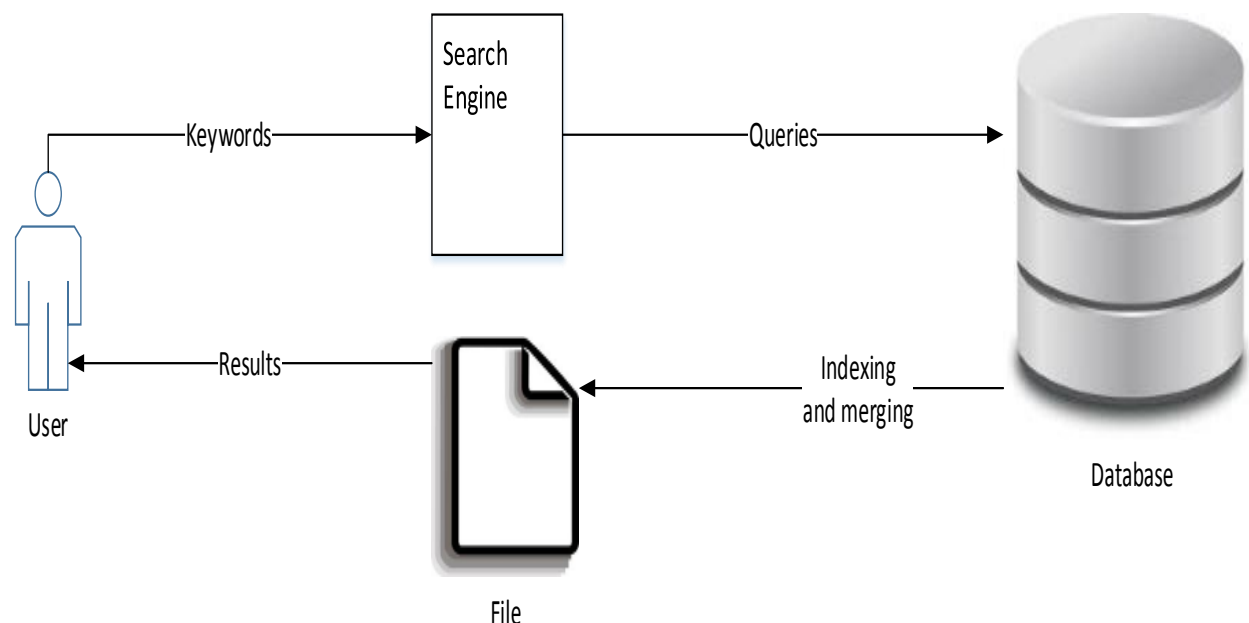 Search
Engine
Keywords
Queries
Results
Indexing
and merging
User
Database
File